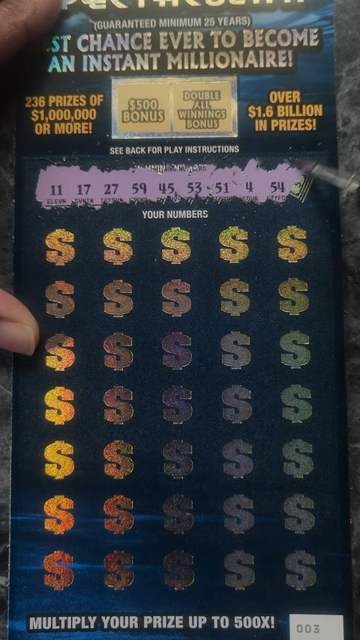 (GUARANTEED MINIMUM 25 YEARS)
ST CHANCE EVER TO BECOME
AN INSTANT MILLIONAIRE!
236 PRIZES OF
$1,000,000
OR MORE!
$500
BONUS
DOUBLE
ALL
WINNINGS
BONUS
OVER
$1.6 BILLION
IN PRIZES!
SEE BACK FOR PLAY INSTRUCTIONS
11 17 27 59 45 53 51 4 54
ELEVN
YOUR NUMBERS
MULTIPLY YOUR PRIZE UP TO 500X!
003